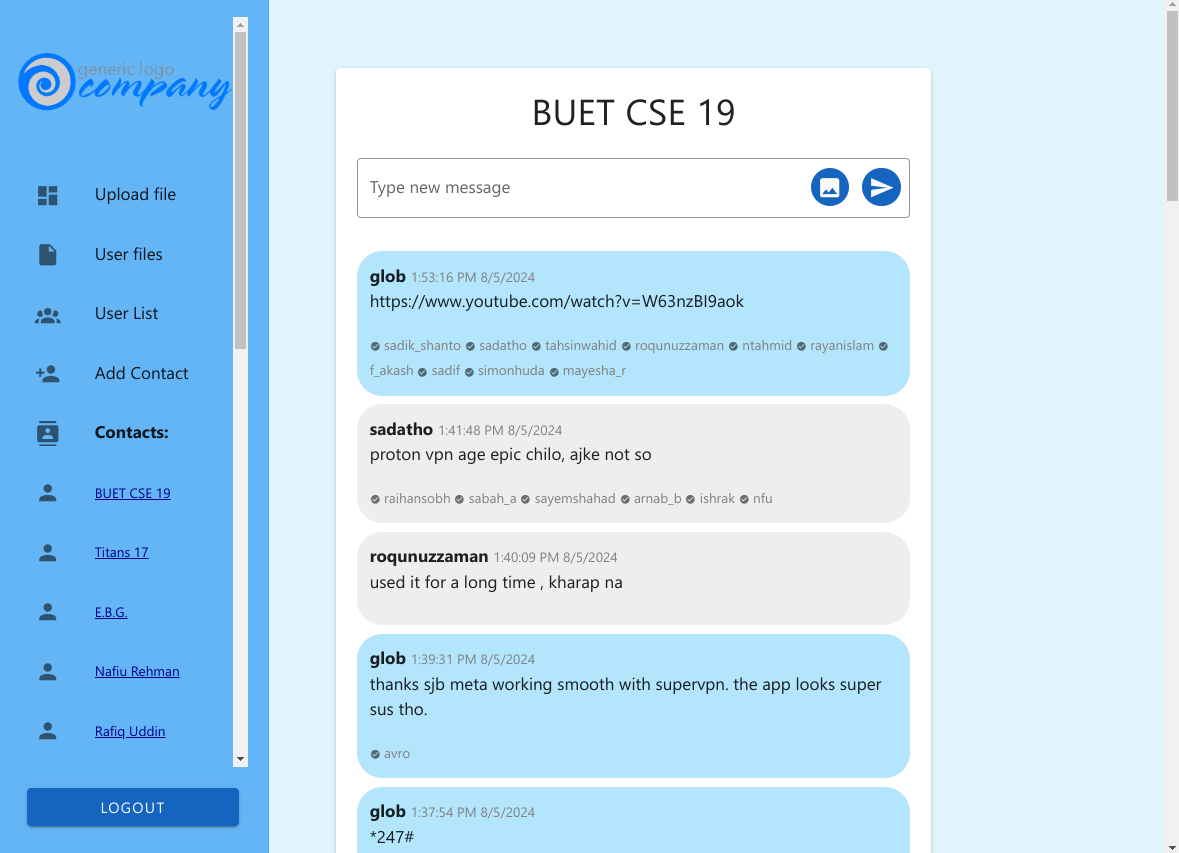 generic logo
company
Upload file
User files
User List
Add Contact
Contacts:
BUET CSE 19
Titans 17
E.B.G.
Nafiu Rehman
Rafiq Uddin
LOGOUT
BUET CSE 19
Type new message
glob 1:53:16 PM 8/5/2024
https://www.youtube.com/watch?v=W63nzBI9aok
sadik_shanto sadatho tahsinwahid roqunuzzaman ntahmid rayanislam
f_akash sadif simonhuda mayesha_r
sadatho 1:41:48 PM 8/5/2024
proton vpn age epic chilo, ajke not so
raihansobh sabah_a sayemshahad arnab_b ishrak nfu
roqunuzzaman 1:40:09 PM 8/5/2024
used it for a long time , kharap na
glob 1:39:31 PM 8/5/2024
thanks sjb meta working smooth with supervpn. the app looks super
sus tho.
avro
glob 1:37:54 PM 8/5/2024
*247#